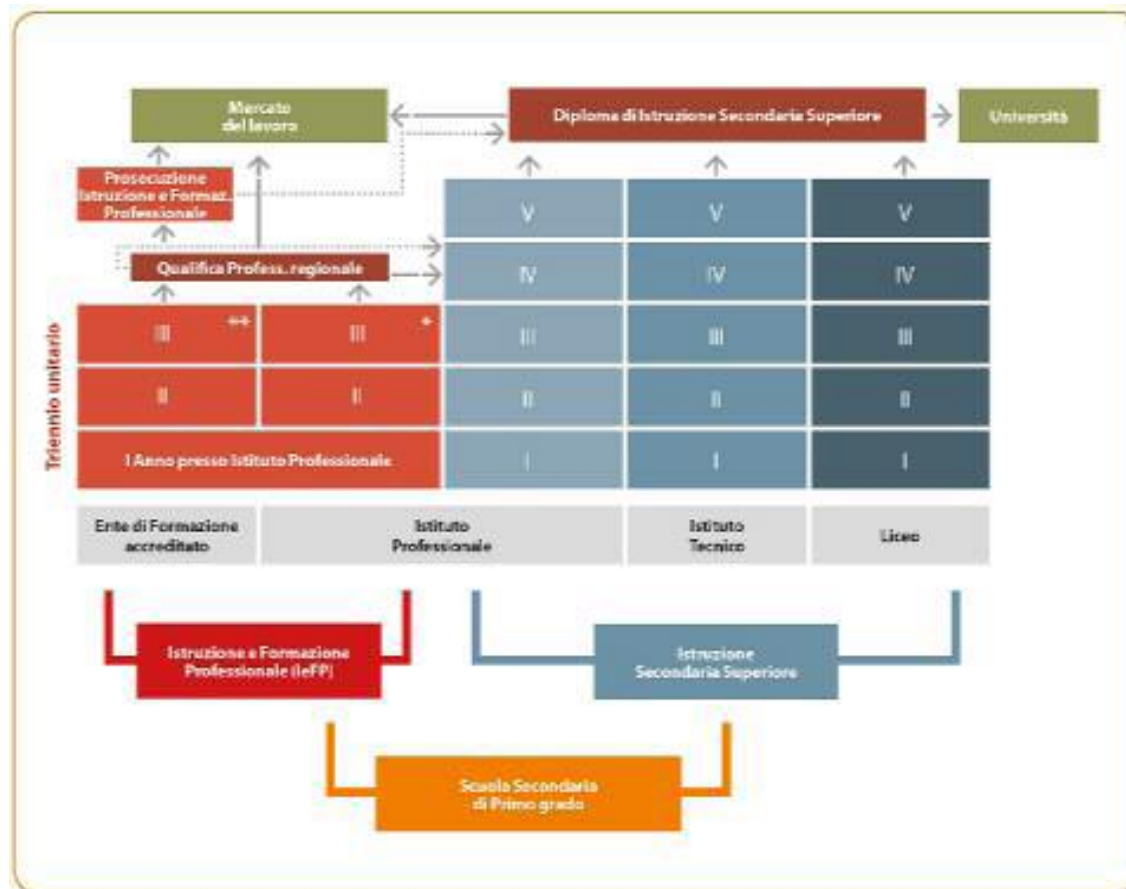 Mercato
del lavoro
Diploma di Istruzione Secondaria Superiore
Università
Prosecuzione
Istruzione e Formaz.
Professionale
Qualifica Profess. regionale
V
V
V
IV
IV
IV
III **
III *
III
III
III
II
II
II
II
II
I Anno presso Istituto Professionale
I
I
I
Triennio unitario
Ente di Formazione
accreditato
Istituto
Professionale
Istituto
Tecnico
Liceo
Istruzione e Formazione
Professionale (IeFP)
Istruzione
Secondaria Superiore
Scuola Secondaria
di Primo grado